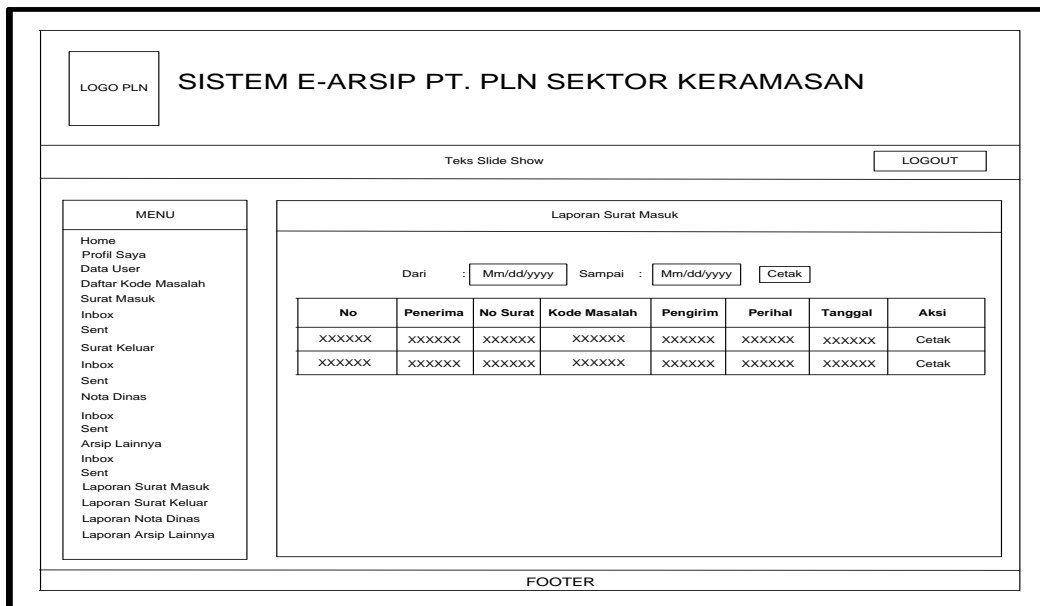 LOGO PLN
SISTEM E-ARSIP PT. PLN SEKTOR KERAMASAN
Teks Slide Show
LOGOUT
MENU
Home
Profil Saya
Data User
Daftar Kode Masalah
Surat Masuk
Inbox
Sent
Surat Keluar
Inbox
Sent
Nota Dinas
Inbox
Sent
Arsip Lainnya
Inbox
Sent
Laporan Surat Masuk
Laporan Surat Keluar
Laporan Nota Dinas
Laporan Arsip Lainnya
Laporan Surat Masuk
Dari : Mm/dd/yyyy Sampai : Mm/dd/yyyy Cetak
No Penerima No Surat Kode Masalah Pengirim Perihal Tanggal Aksi
XXXXXX XXXXXX XXXXXX XXXXXX XXXXXX XXXXXX XXXXXX Cetak
XXXXXX XXXXXX XXXXXX XXXXXX XXXXXX XXXXXX XXXXXX Cetak
FOOTER